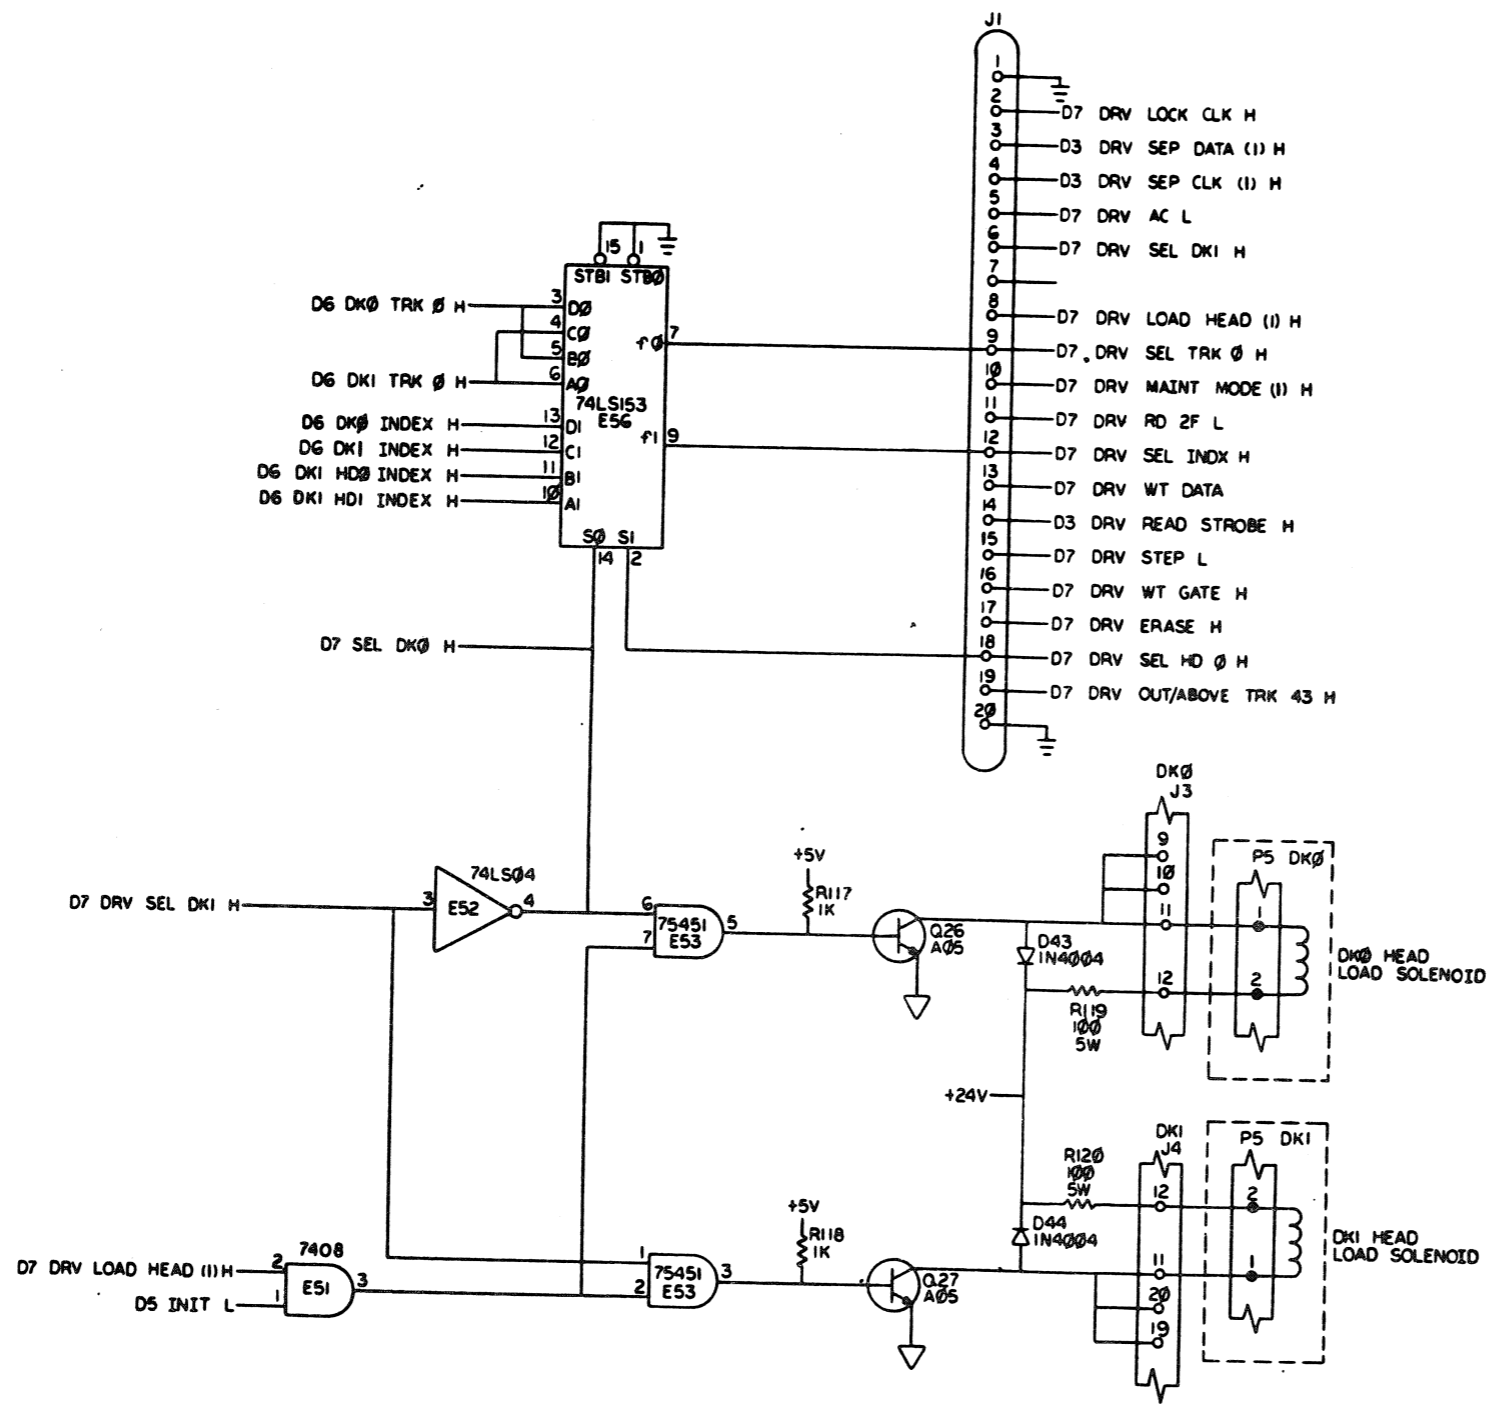 J1
1
2
D7 DRV LOCK CLK H
3
D3 DRV SEP DATA (1) H
4
D3 DRV SEP CLK (1) H
5
D7 DRV AC L
6
D7 DRV SEL DK1 H
7
8
D7 DRV LOAD HEAD (1) H
9
D7 DRV SEL TRK Ø H
1Ø
D7 DRV MAINT MODE (1) H
11
D7 DRV RD 2F L
12
D7 DRV SEL INDX H
13
D7 DRV WT DATA
14
D3 DRV READ STROBE H
15
D7 DRV STEP L
16
D7 DRV WT GATE H
17
D7 DRV ERASE H
18
D7 DRV SEL HD Ø H
19
D7 DRV OUT/ABOVE TRK 43 H
2Ø
15 1
STB1 STBØ
D6 DKØ TRK Ø H
3 DØ
4 CØ
5 BØ
D6 DK1 TRK Ø H
6 AØ
fØ 7
74LS153
E56
D6 DKØ INDEX H
13 D1
D6 DK1 INDEX H
12 C1
D6 DK1 HDØ INDEX H
11 B1
D6 DK1 HD1 INDEX H
1Ø A1
f1 9
SØ S1
14 2
D7 SEL DKØ H
D7 DRV SEL DK1 H
3
74LSØ4
E52
4
6
7
75451
E53
5
+5V
R117
1K
Q26
AØ5
D43
1N4ØØ4
R119
1ØØ
5W
DKØ
J3
9
1Ø
11
12
P5 DKØ
1
2
DKØ HEAD
LOAD SOLENOID
+24V
D7 DRV LOAD HEAD (1) H
D5 INIT L
2
1
7408
E51
3
1
2
75451
E53
3
+5V
R118
1K
Q27
AØ5
R12Ø
1ØØ
5W
D44
1N4ØØ4
DK1
J4
12
11
2Ø
19
P5 DK1
2
1
DK1 HEAD
LOAD SOLENOID